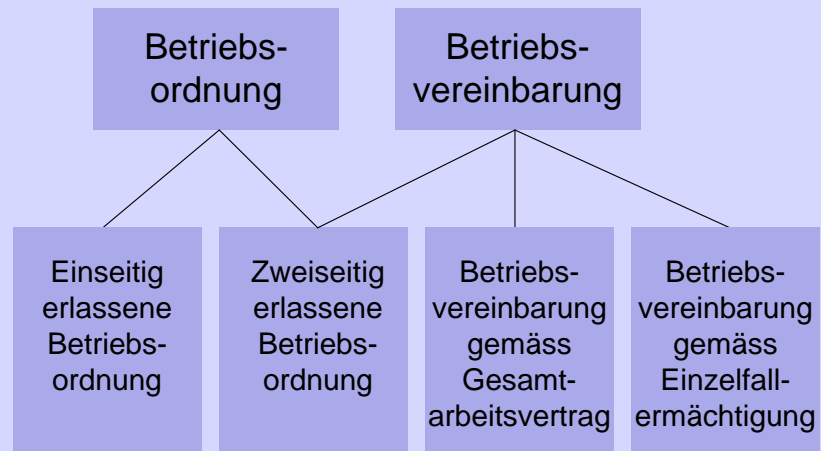 Betriebs-
ordnung
Betriebs-
vereinbarung
Einseitig
erlassene
Betriebs-
ordnung
Zweiseitig
erlassene
Betriebs-
ordnung
Betriebs-
vereinbarung
gemäss
Gesamt-
arbeitsvertrag
Betriebs-
vereinbarung
gemäss
Einzelfall-
ermächtigung